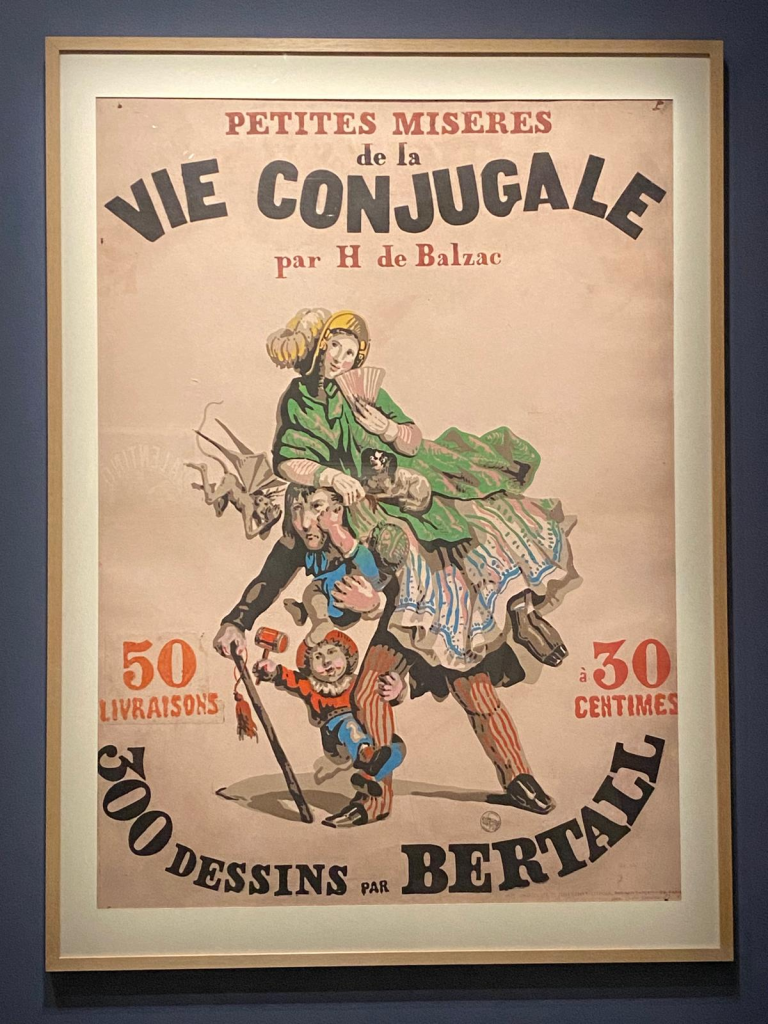 PETITES MISERES
de la
VIE CONJUGALE
par H de Balzac
50
LIVRAISONS
à 30
CENTIMES
300 DESSINS PAR BERTALL